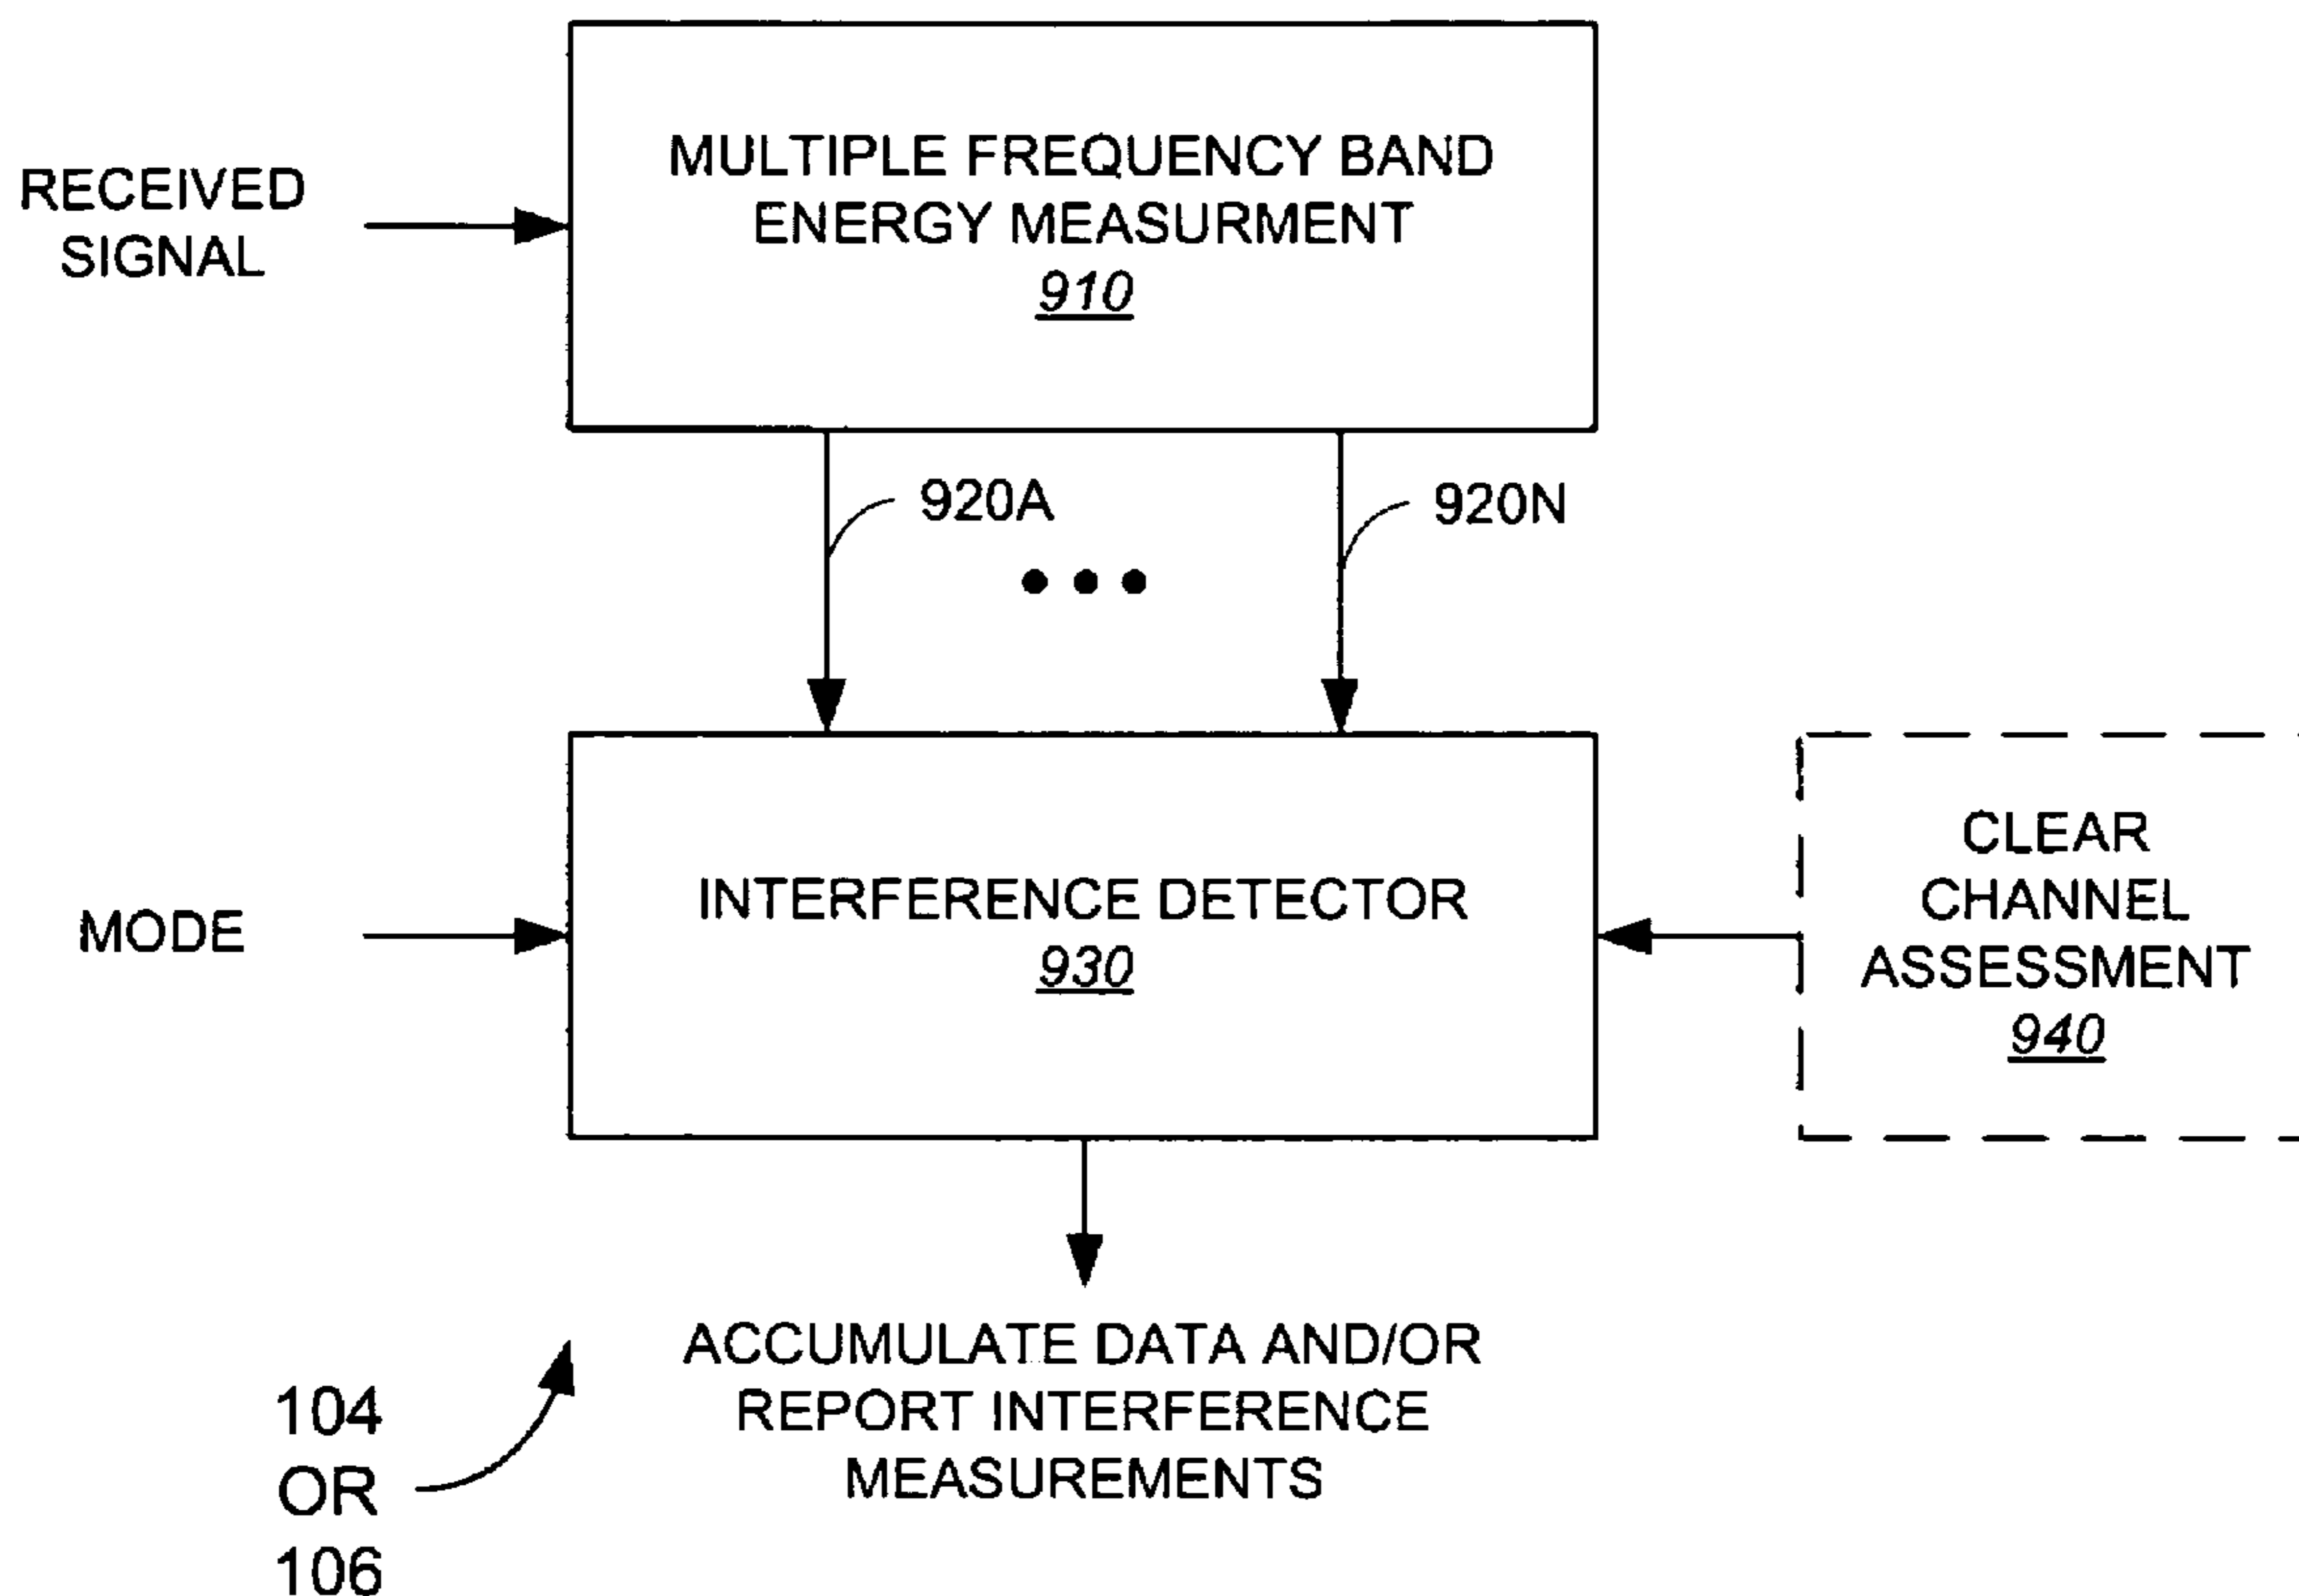 MULTIPLE FREQUENCY BAND
ENERGY MEASURMENT
910
RECEIVED
SIGNAL
920A
920N
INTERFERENCE DETECTOR
930
MODE
CLEAR
CHANNEL
ASSESSMENT
940
ACCUMULATE DATA AND/OR
REPORT INTERFERENCE
MEASUREMENTS
104
OR
106